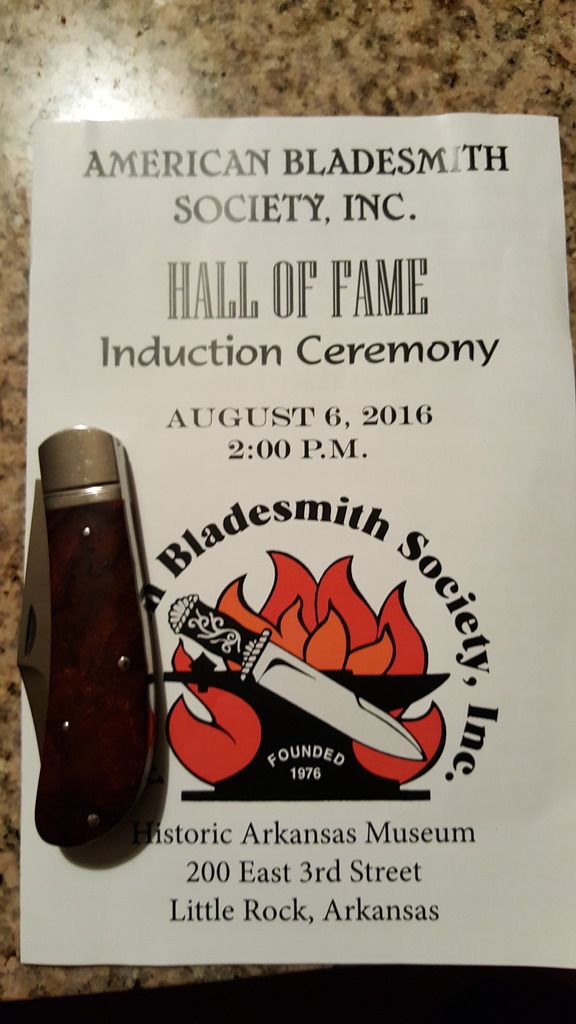 AMERICAN BLADESMITH
SOCIETY, INC.
HALL OF FAME
Induction Ceremony
AUGUST 6, 2016
2:00 P.M.
Bladesmith Society, Inc.
FOUNDED
1976
Historic Arkansas Museum
200 East 3rd Street
Little Rock, Arkansas